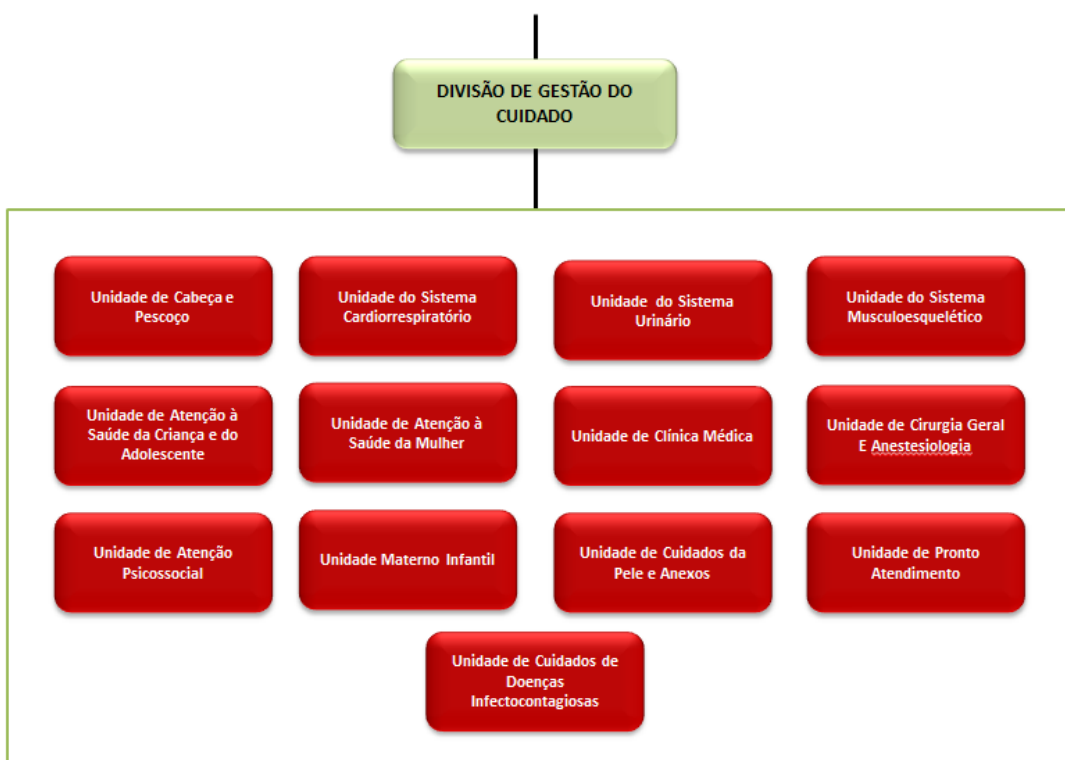 DIVISÃO DE GESTÃO DO
CUIDADO
Unidade de Cabeça e
Pescoço
Unidade do Sistema
Cardiorrespiratório
Unidade do Sistema
Urinário
Unidade do Sistema
Musculoesquelético
Unidade de Atenção à
Saúde da Criança e do
Adolescente
Unidade de Atenção à
Saúde da Mulher
Unidade de Clínica Médica
Unidade de Cirurgia Geral
E Anestesiologia
Unidade de Atenção
Psicossocial
Unidade Materno Infantil
Unidade de Cuidados da
Pele e Anexos
Unidade de Pronto
Atendimento
Unidade de Cuidados de
Doenças
Infectocontagiosas